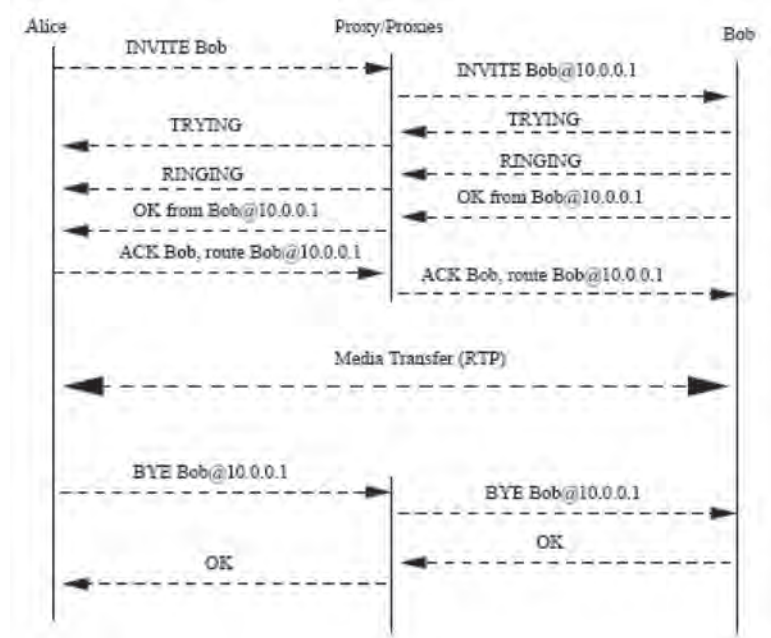 Alice
Proxy/Proxies
Bob
INVITE Bob
INVITE Bob@10.0.0.1
TRYING
TRYING
RINGING
RINGING
OK from Bob@10.0.0.1
OK from Bob@10.0.0.1
ACK Bob, route Bob@10.0.0.1
ACK Bob, route Bob@10.0.0.1
Media Transfer (RTP)
BYE Bob@10.0.0.1
BYE Bob@10.0.0.1
OK
OK